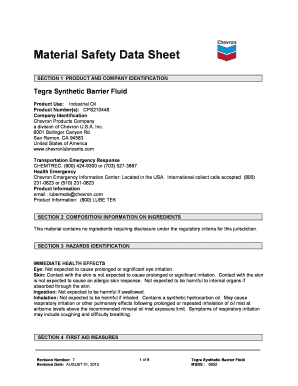 Chevron
Material Safety Data Sheet
SECTION 1 PRODUCT AND COMPANY IDENTIFICATION
Tegra Synthetic Barrier Fluid
Product Use: Industrial Oil
Product Number(s): CPS210446
Company Identification
Chevron Products Company
a division of Chevron U.S.A. Inc.
6001 Bollinger Canyon Rd.
San Ramon, CA 94583
United States of America
www.chevronlubricants.com
Transportation Emergency Response
CHEMTREC: (800) 424-9300 or (703) 527-3887
Health Emergency
Chevron Emergency Information Center: Located in the USA. International collect calls accepted. (800)
231-0623 or (510) 231-0623
Product Information
email : lubemsds@chevron.com
Product Information: (800) LUBE TEK
SECTION 2 COMPOSITION/ INFORMATION ON INGREDIENTS
This material contains no ingredients requiring disclosure under the regulatory criteria for this jurisdiction.
SECTION 3 HAZARDS IDENTIFICATION
IMMEDIATE HEALTH EFFECTS
Eye: Not expected to cause prolonged or significant eye irritation.
Skin: Contact with the skin is not expected to cause prolonged or significant irritation. Contact with the skin
is not expected to cause an allergic skin response. Not expected to be harmful to internal organs if
absorbed through the skin.
Ingestion: Not expected to be harmful if swallowed.
Inhalation: Not expected to be harmful if inhaled. Contains a synthetic hydrocarbon oil. May cause
respiratory irritation or other pulmonary effects following prolonged or repeated inhalation of oil mist at
airborne levels above the recommended mineral oil mist exposure limit. Symptoms of respiratory irritation
may include coughing and difficulty breathing.
SECTION 4 FIRST AID MEASURES
Revision Number: 7 1 of 6 Tegra Synthetic Barrier Fluid
Revision Date: AUGUST 01, 2012 MSDS : 6952